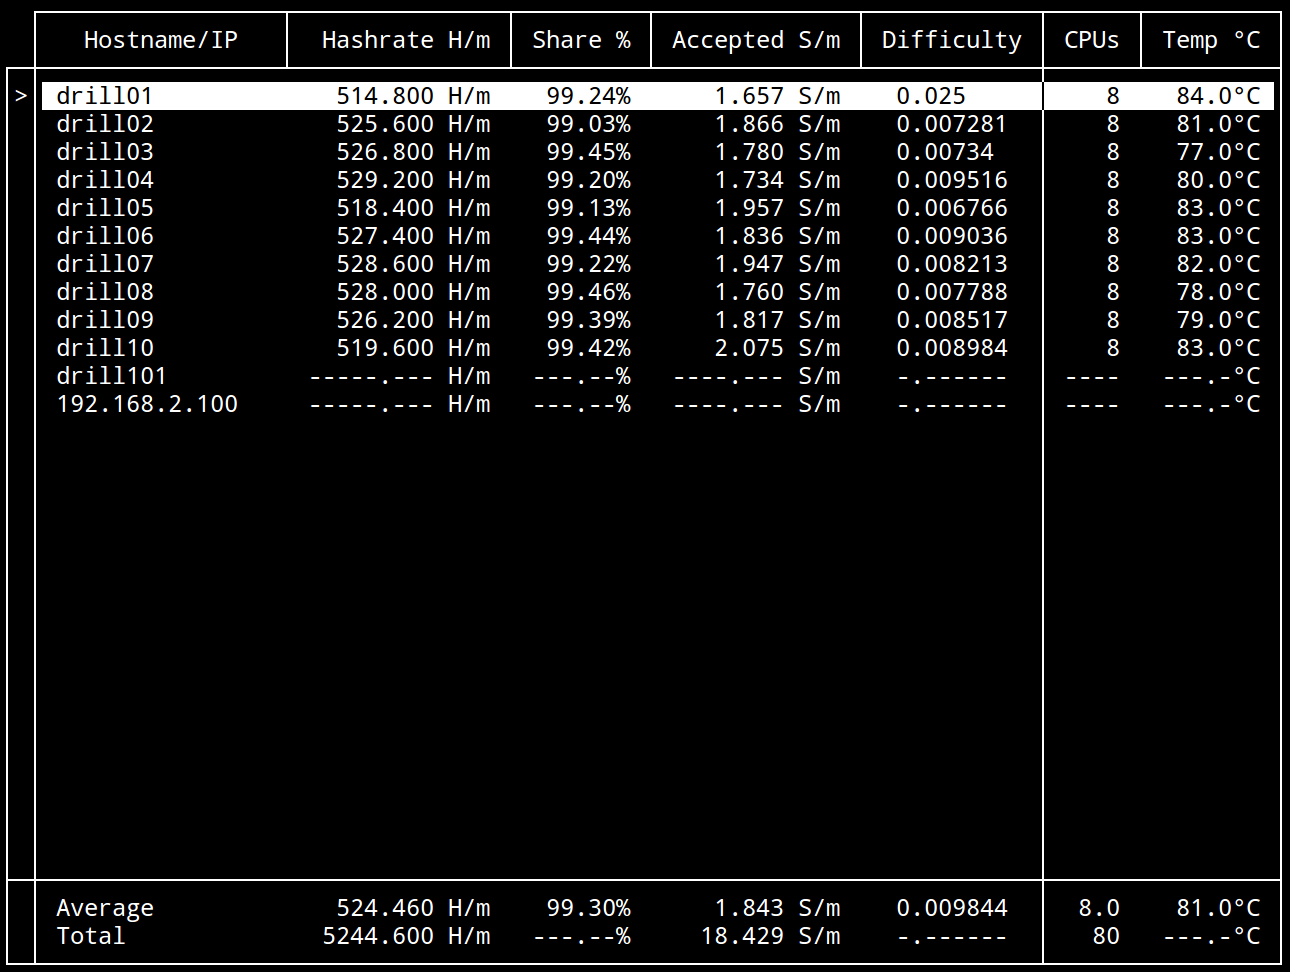 Hostname/IP Hashrate H/m Share % Accepted S/m Difficulty CPUs Temp °C
> drill01 514.800 H/m 99.24% 1.657 S/m 0.025 8 84.0°C
drill02 525.600 H/m 99.03% 1.866 S/m 0.007281 8 81.0°C
drill03 526.800 H/m 99.45% 1.780 S/m 0.00734 8 77.0°C
drill04 529.200 H/m 99.20% 1.734 S/m 0.009516 8 80.0°C
drill05 518.400 H/m 99.13% 1.957 S/m 0.006766 8 83.0°C
drill06 527.400 H/m 99.44% 1.836 S/m 0.009036 8 83.0°C
drill07 528.600 H/m 99.22% 1.947 S/m 0.008213 8 82.0°C
drill08 528.000 H/m 99.46% 1.760 S/m 0.007788 8 78.0°C
drill09 526.200 H/m 99.39% 1.817 S/m 0.008517 8 79.0°C
drill10 519.600 H/m 99.42% 2.075 S/m 0.008984 8 83.0°C
drill101 -----.--- H/m ---.--% ----.--- S/m -.------ ---- ---.-°C
192.168.2.100 -----.--- H/m ---.--% ----.--- S/m -.------ ---- ---.-°C
Average 524.460 H/m 99.30% 1.843 S/m 0.009844 8.0 81.0°C
Total 5244.600 H/m ---.--% 18.429 S/m -.------ 80 ---.-°C